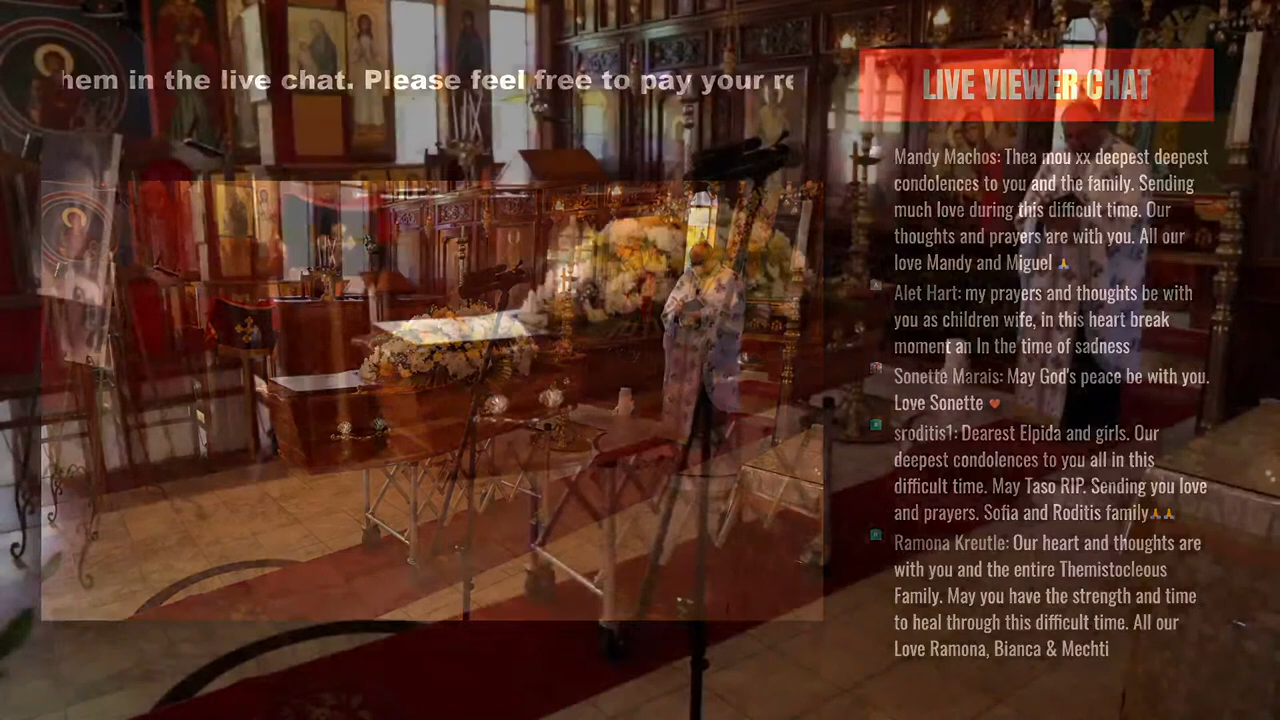 hem in the live chat. Please feel free to pay your re
LIVE VIEWER CHAT
Mandy Machos: Thea mou xx deepest deepest
condolences to you and the family. Sending
much love during this difficult time. Our
thoughts and prayers are with you. All our
love Mandy and Miguel 🙏
Alet Hart: my prayers and thoughts be with
you as children wife, in this heart break
moment an In the time of sadness
Sonette Marais: May God's peace be with you.
Love Sonette ❤
sroditis1: Dearest Elpida and girls. Our
deepest condolences to you all in this
difficult time. May Taso RIP. Sending you love
and prayers. Sofia and Roditis family🙏🙏
Ramona Kreutle: Our heart and thoughts are
with you and the entire Themistocleous
Family. May you have the strength and time
to heal through this difficult time. All our
Love Ramona, Bianca & Mechti